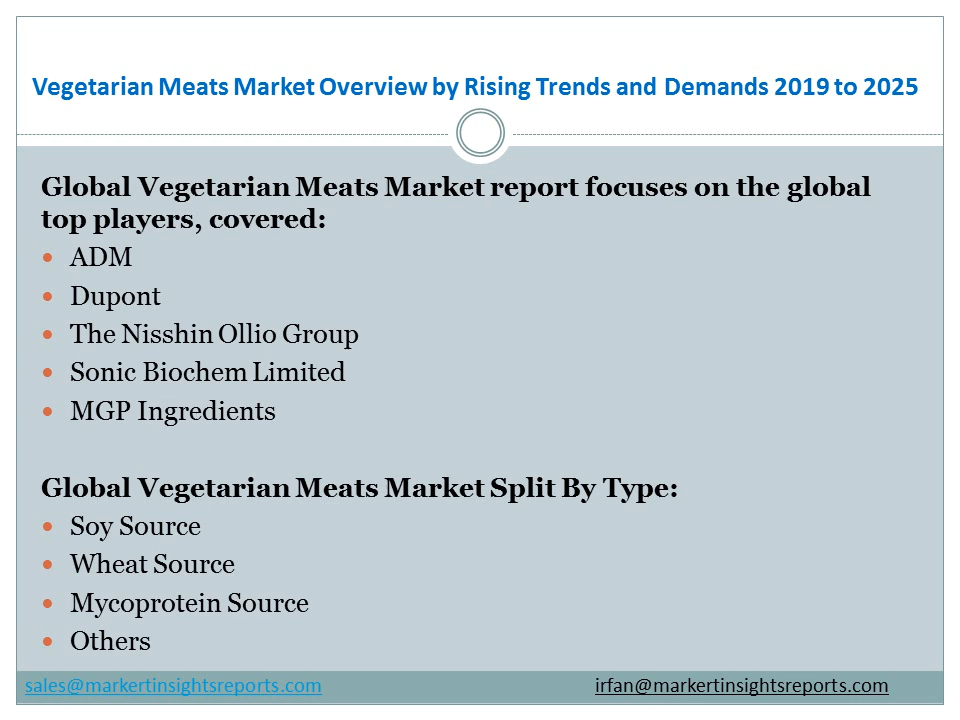 Vegetarian Meats Market Overview by Rising Trends and Demands 2019 to 2025
Global Vegetarian Meats Market report focuses on the global
top players, covered:
• ADM
• Dupont
• The Nisshin Ollio Group
• Sonic Biochem Limited
• MGP Ingredients
Global Vegetarian Meats Market Split By Type:
• Soy Source
• Wheat Source
• Mycoprotein Source
• Others
sales@markertinsightsreports.com irfan@markertinsightsreports.com